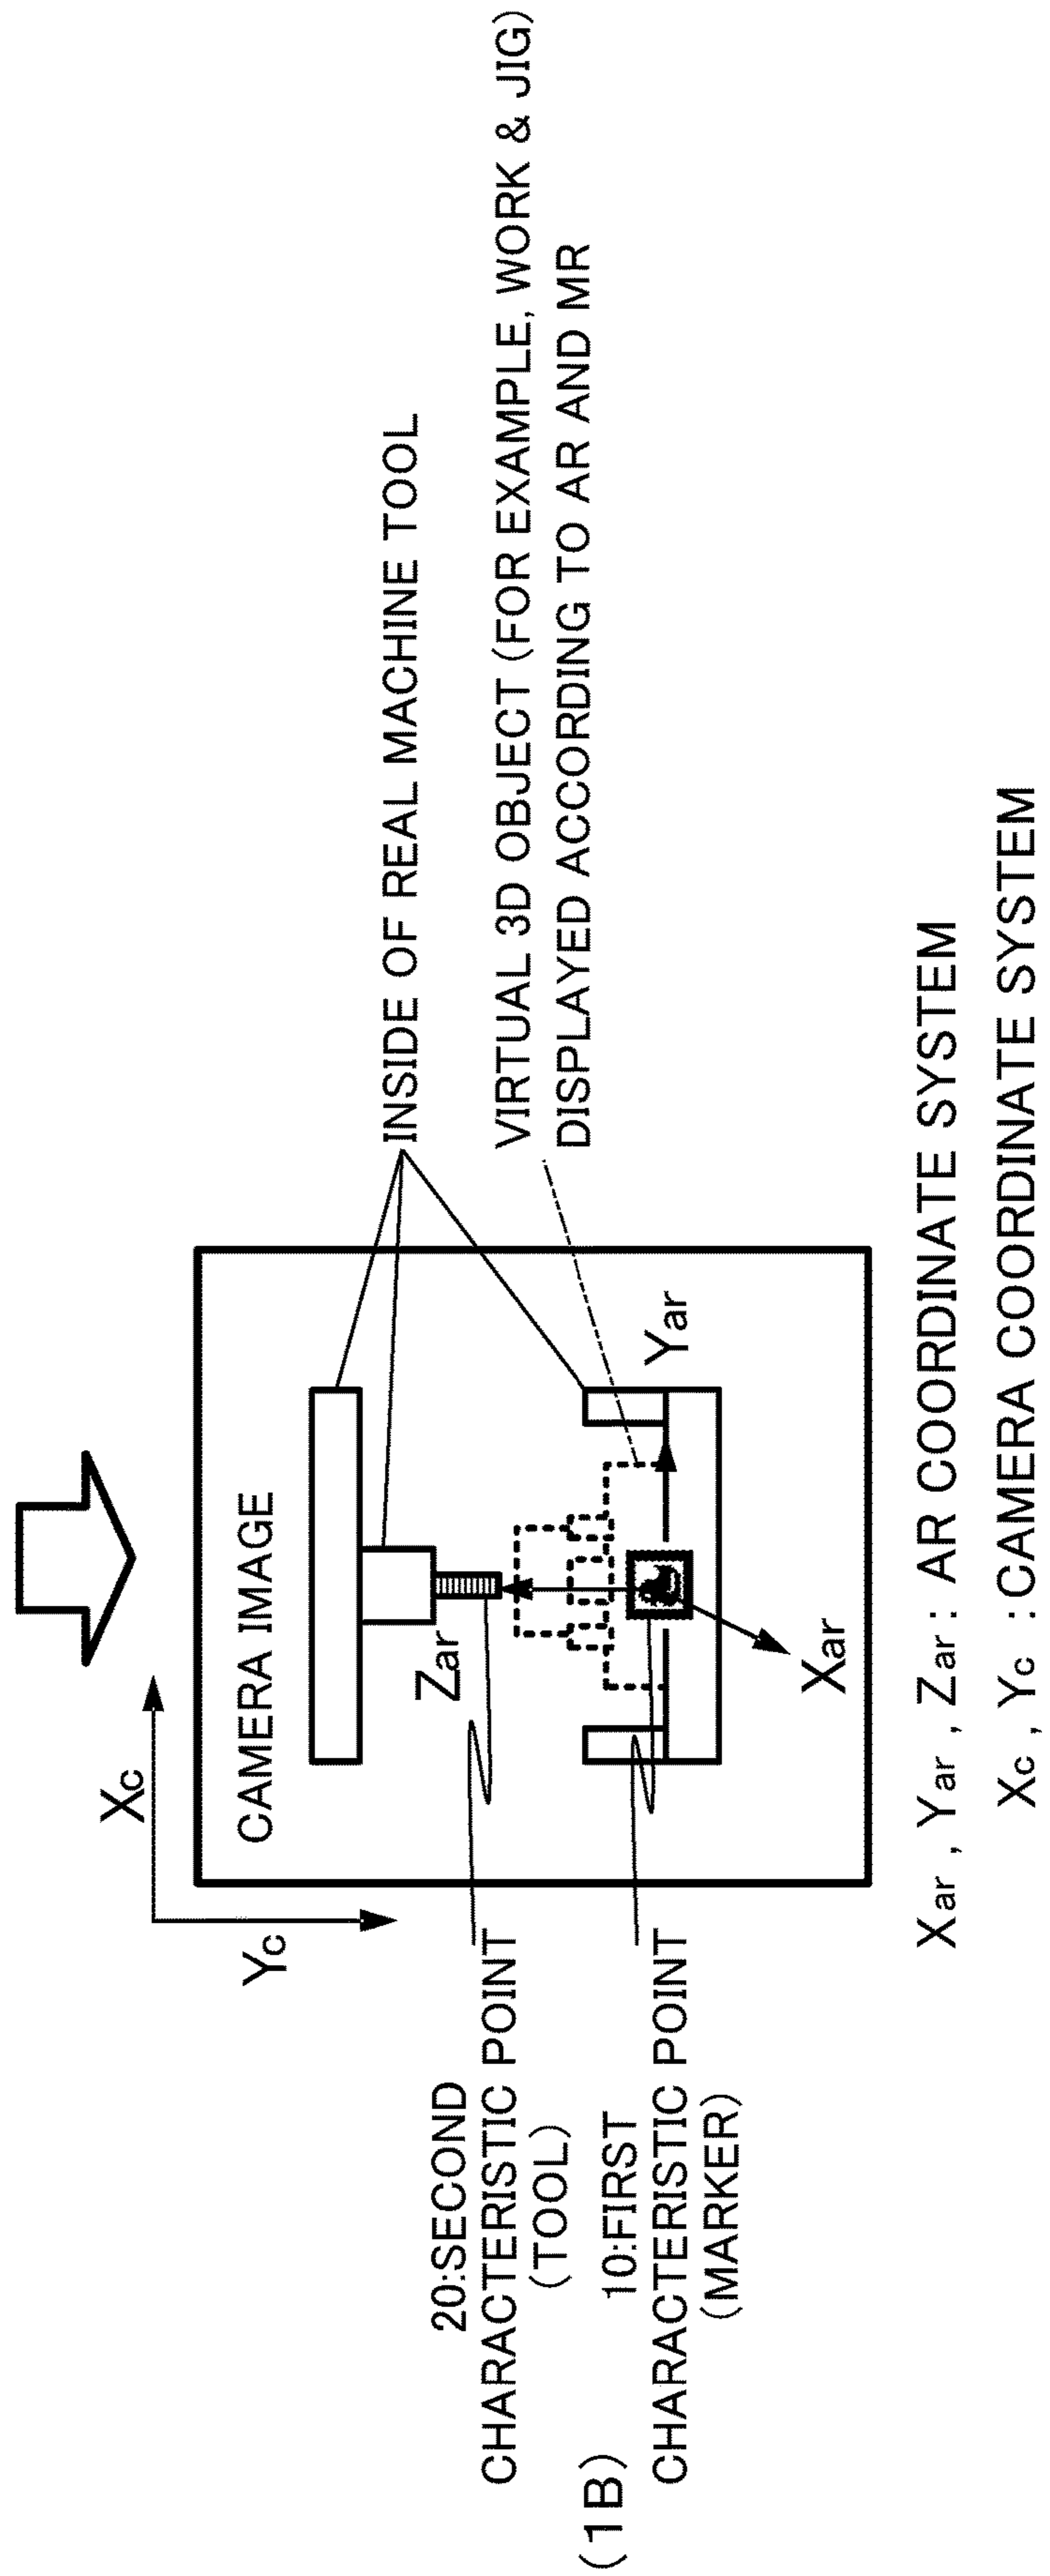 Xc
Yc
CAMERA IMAGE
Zar
Yar
Xar
INSIDE OF REAL MACHINE TOOL
VIRTUAL 3D OBJECT (FOR EXAMPLE, WORK & JIG)
DISPLAYED ACCORDING TO AR AND MR
20:SECOND
CHARACTERISTIC POINT
(TOOL)
10:FIRST
CHARACTERISTIC POINT
(MARKER)
(1B)
Xar , Yar , Zar : AR COORDINATE SYSTEM
Xc , Yc : CAMERA COORDINATE SYSTEM